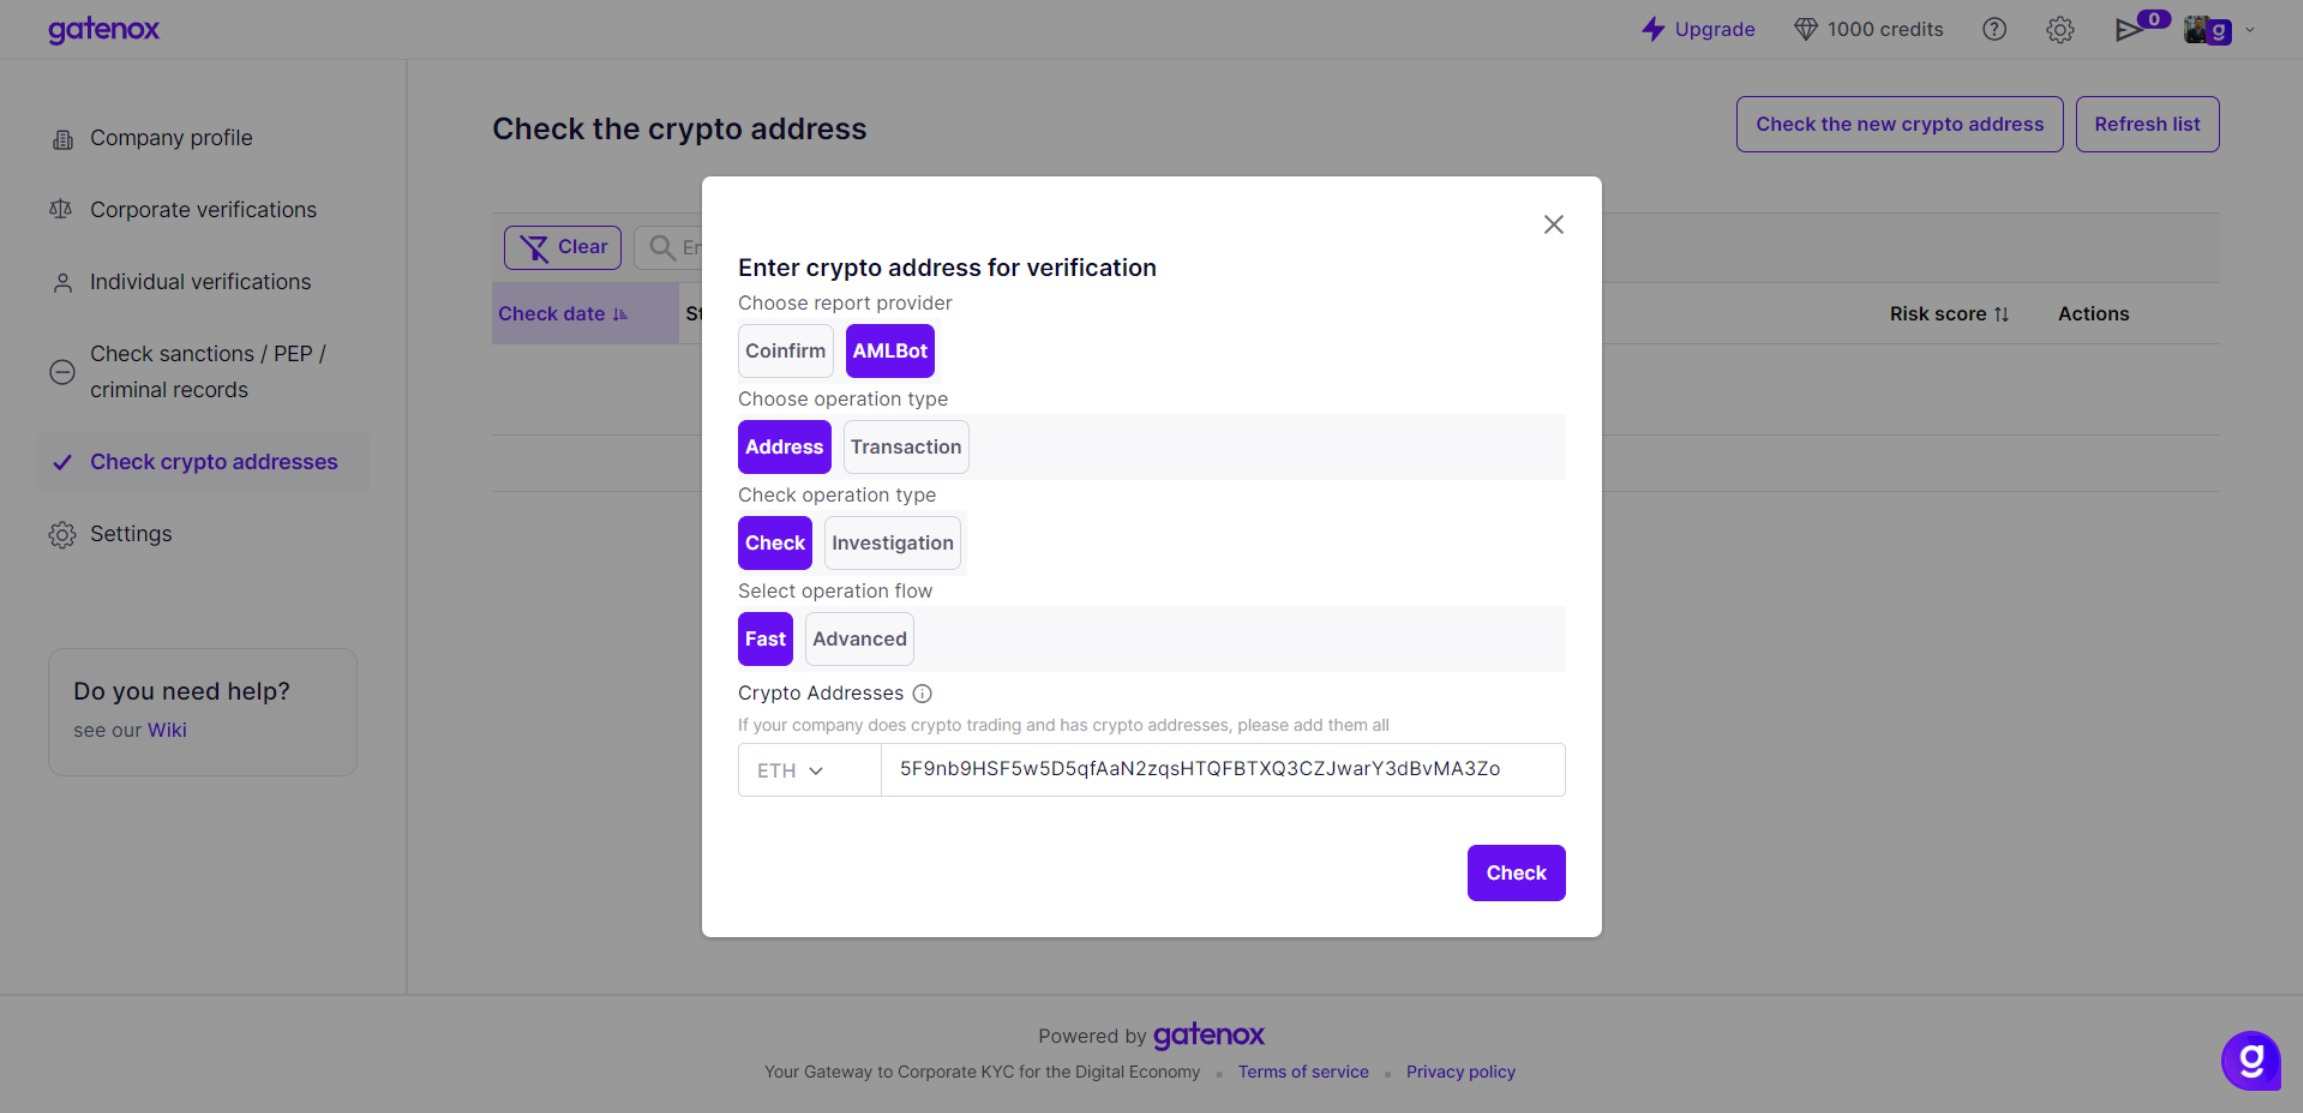 gatenox
Upgrade
1000 credits
0
g
Company profile
Corporate verifications
Individual verifications
Check sanctions / PEP /
criminal records
Check crypto addresses
Settings
Do you need help?
see our Wiki
Check the crypto address
Check the new crypto address
Refresh list
Clear
En
Check date
St
Risk score
Actions
Enter crypto address for verification
Choose report provider
Coinfirm
AMLBot
Choose operation type
Address
Transaction
Check operation type
Check
Investigation
Select operation flow
Fast
Advanced
Crypto Addresses
If your company does crypto trading and has crypto addresses, please add them all
ETH
5F9nb9HSF5w5D5qfAaN2zqsHTQFBTXQ3CZJwarY3dBvMA3Zo
Check
Powered by gatenox
Your Gateway to Corporate KYC for the Digital Economy • Terms of service • Privacy policy
g